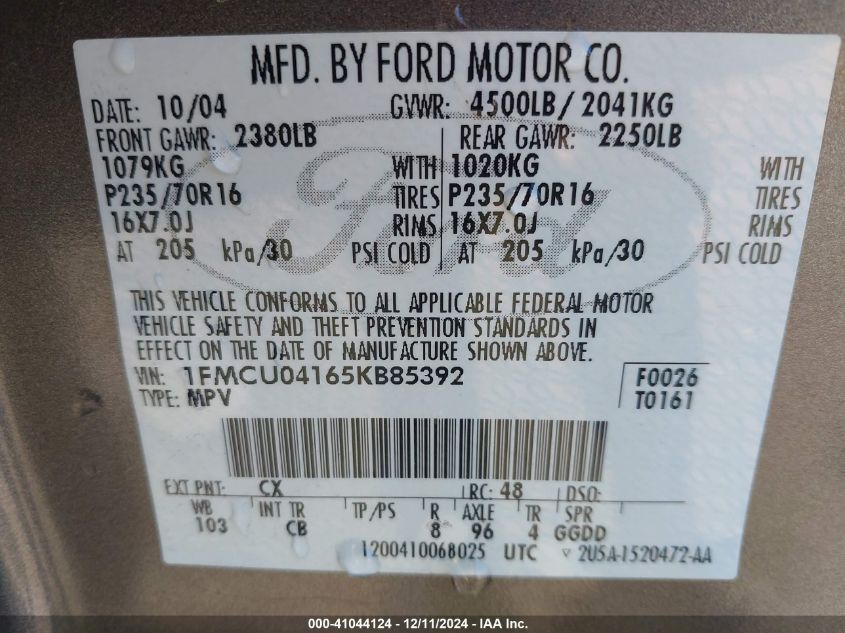 MFD. BY FORD MOTOR CO.
DATE: 10/04 GVWR: 4500LB/ 2041KG
FRONT GAWR: 2380LB REAR GAWR: 2250LB
1079KG WITH 1020KG WITH
P235/70R16 TIRES P235/70R16 TIRES
16X7.0J RIMS 16X7.0J RIMS
AT 205 kPa/30 PSI COLD AT 205 kPa/30 PSI COLD
Ford
THIS VEHICLE CONFORMS TO ALL APPLICABLE FEDERAL MOTOR
VEHICLE SAFETY AND THEFT PREVENTION STANDARDS IN
EFFECT ON THE DATE OF MANUFACTURE SHOWN ABOVE.
VIN: 1FMCU04165KB85392 F0026
TYPE: MPV T0161
EXT PNT: CX RC: 48 DSO:
WB INT TR TP/PS R AXLE TR SPR
103 CB 8 96 4 GGDD
120041006B025 UTC ▽ 2U5A-1520472-AA
000-41044124 - 12/11/2024 - IAA Inc.